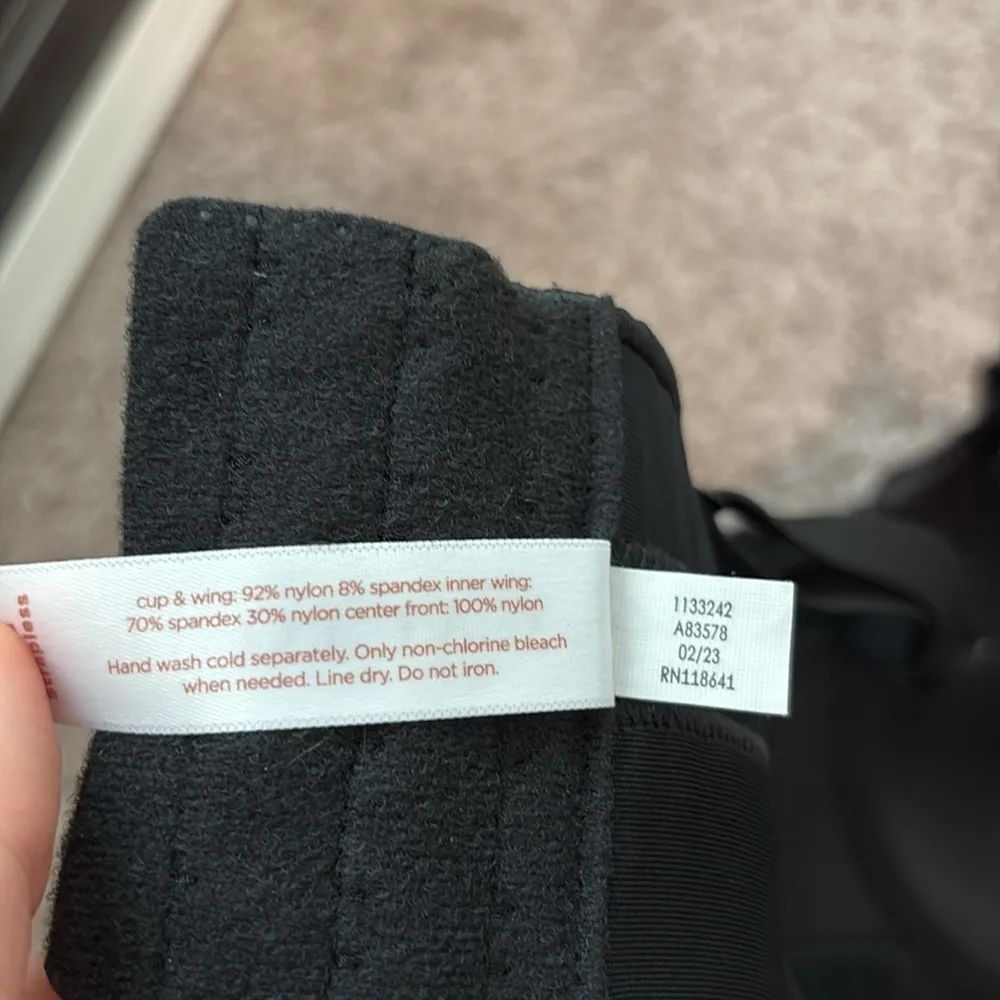 strapless
cup & wing: 92% nylon 8% spandex inner wing:
70% spandex 30% nylon center front: 100% nylon
Hand wash cold separately. Only non-chlorine bleach
when needed. Line dry. Do not iron.
1133242
A83578
02/23
RN118641